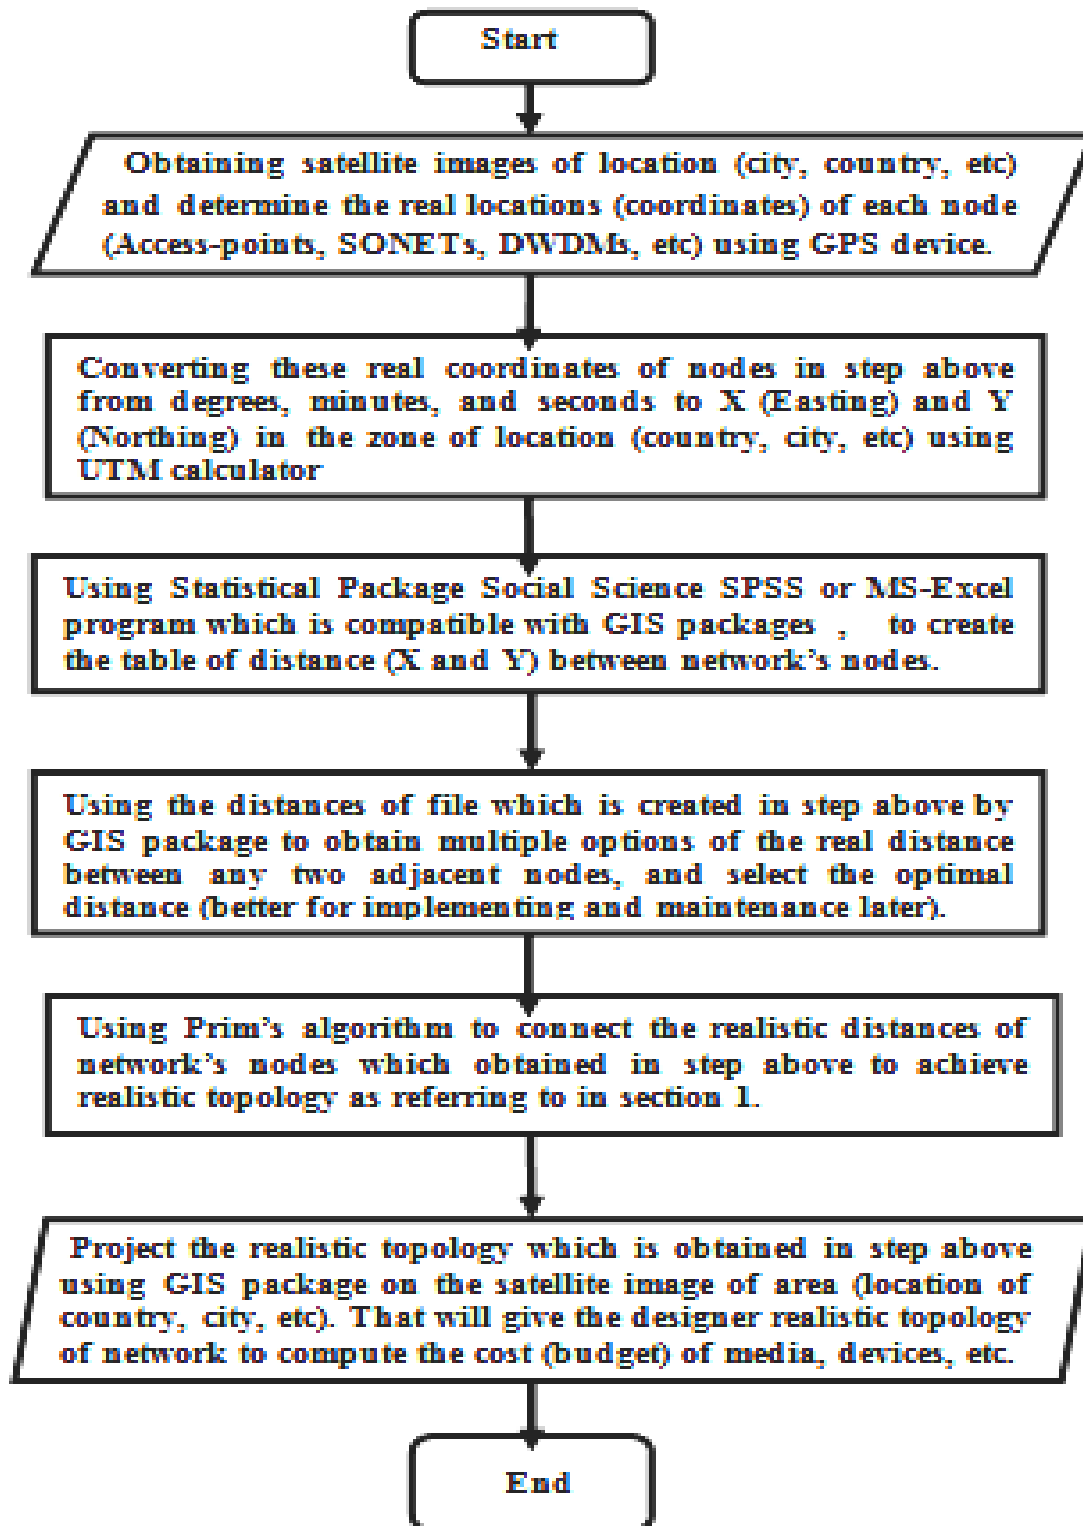 Start
Obtaining satellite images of location (city, country, etc)
and determine the real locations (coordinates) of each node
(Access-points, SONETs, DWDMs, etc) using GPS device.
Converting these real coordinates of nodes in step above
from degrees, minutes, and seconds to X (Easting) and Y
(Northing) in the zone of location (country, city, etc) using
UTM calculator
Using Statistical Package Social Science SPSS or MS-Excel
program which is compatible with GIS packages , to create
the table of distance (X and Y) between network's nodes.
Using the distances of file which is created in step above by
GIS package to obtain multiple options of the real distance
between any two adjacent nodes, and select the optimal
distance (better for implementing and maintenance later).
Using Prim's algorithm to connect the realistic distances of
network's nodes which obtained in step above to achieve
realistic topology as referring to in section 1.
Project the realistic topology which is obtained in step above
using GIS package on the satellite image of area (location of
country, city, etc). That will give the designer realistic topology
of network to compute the cost (budget) of media, devices, etc.
End